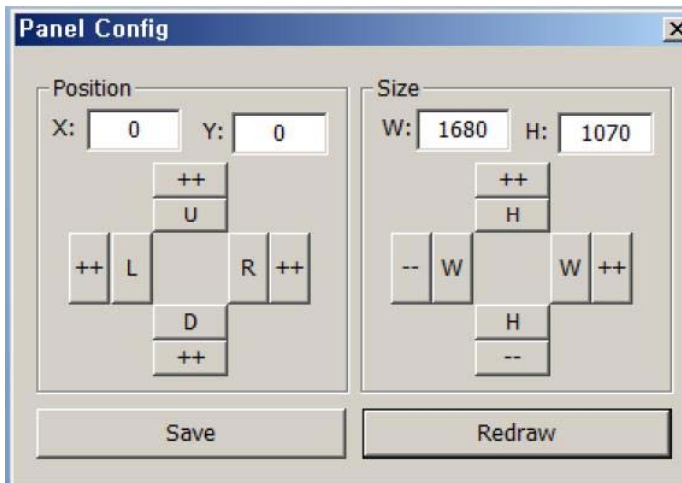 Panel Config
Position
X: 0 Y: 0
++
U
++ L R ++
D
++
Size
W: 1680 H: 1070
++
H
-- W W ++
H
--
Save
Redraw